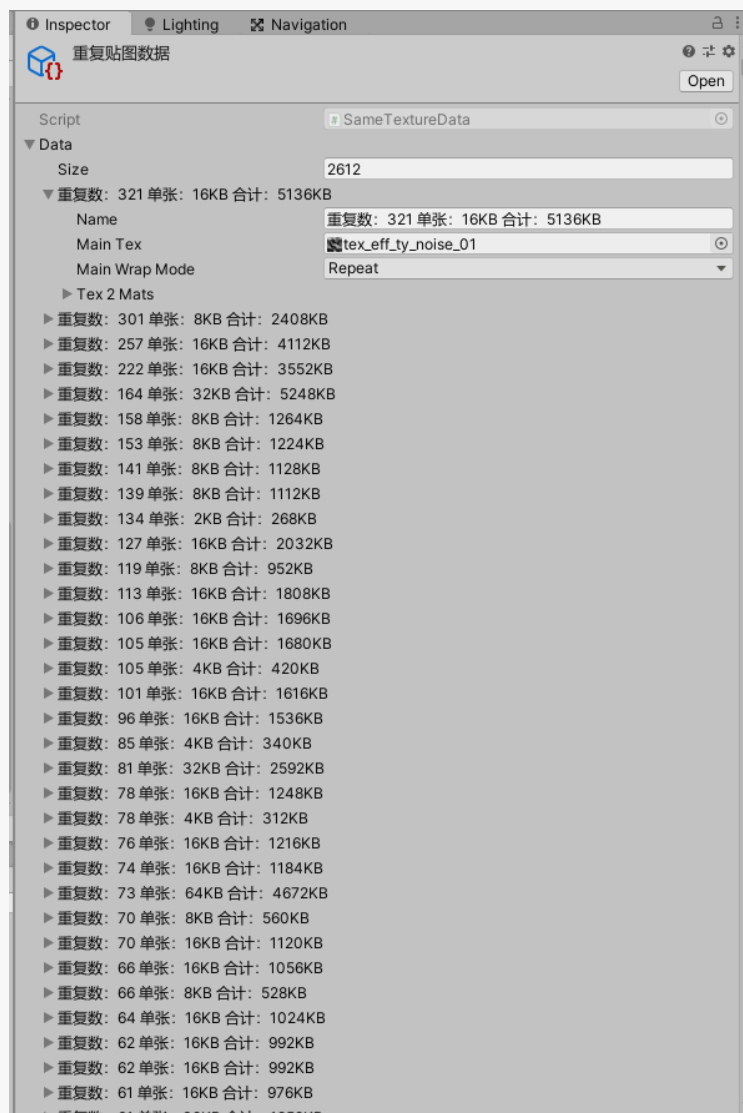 Inspector Lighting Navigation
重复贴图数据
Open
Script SameTextureData
Data
Size 2612
重复数：321 单张：16KB 合计：5136KB
Name 重复数：321 单张：16KB 合计：5136KB
Main Tex tex_eff_ty_noise_01
Main Wrap Mode Repeat
Tex 2 Mats
重复数：301 单张：8KB 合计：2408KB
重复数：257 单张：16KB 合计：4112KB
重复数：222 单张：16KB 合计：3552KB
重复数：164 单张：32KB 合计：5248KB
重复数：158 单张：8KB 合计：1264KB
重复数：153 单张：8KB 合计：1224KB
重复数：141 单张：8KB 合计：1128KB
重复数：139 单张：8KB 合计：1112KB
重复数：134 单张：2KB 合计：268KB
重复数：127 单张：16KB 合计：2032KB
重复数：119 单张：8KB 合计：952KB
重复数：113 单张：16KB 合计：1808KB
重复数：106 单张：16KB 合计：1696KB
重复数：105 单张：16KB 合计：1680KB
重复数：105 单张：4KB 合计：420KB
重复数：101 单张：16KB 合计：1616KB
重复数：96 单张：16KB 合计：1536KB
重复数：85 单张：4KB 合计：340KB
重复数：81 单张：32KB 合计：2592KB
重复数：78 单张：16KB 合计：1248KB
重复数：78 单张：4KB 合计：312KB
重复数：76 单张：16KB 合计：1216KB
重复数：74 单张：16KB 合计：1184KB
重复数：73 单张：64KB 合计：4672KB
重复数：70 单张：8KB 合计：560KB
重复数：70 单张：16KB 合计：1120KB
重复数：66 单张：16KB 合计：1056KB
重复数：66 单张：8KB 合计：528KB
重复数：64 单张：16KB 合计：1024KB
重复数：62 单张：16KB 合计：992KB
重复数：62 单张：16KB 合计：992KB
重复数：61 单张：16KB 合计：976KB